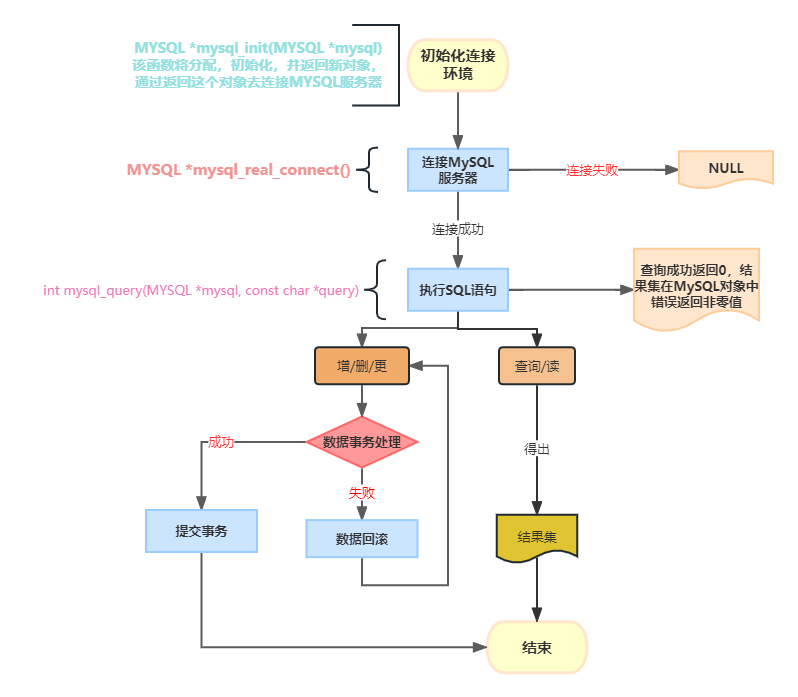 MYSQL *mysql_init(MYSQL *mysql)
该函数将分配，初始化，并返回新对象，
通过返回这个对象去连接MYSQL服务器
初始化连接
环境
MYSQL *mysql_real_connect()
连接MySQL
服务器
连接失败
NULL
连接成功
int mysql_query(MYSQL *mysql, const char *query)
执行SQL语句
查询成功返回0，结
果集在MySQL对象中
错误返回非零值
增/删/更
查询/读
数据事务处理
成功
得出
失败
提交事务
数据回滚
结果集
结束